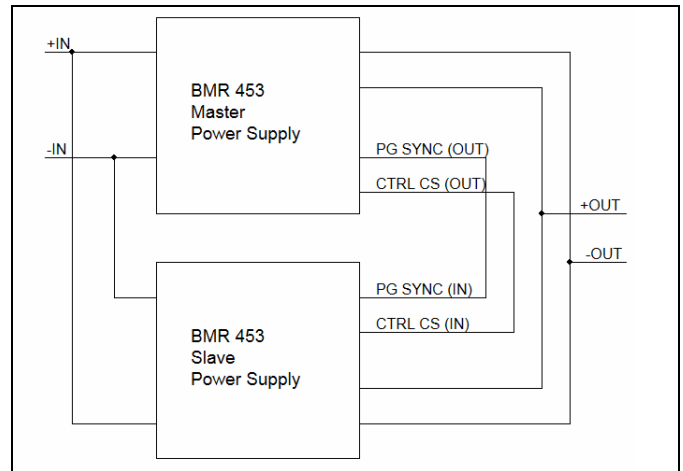 +IN
BMR 453
Master
Power Supply
-IN
PG SYNC (OUT)
CTRL CS (OUT)
+OUT
-OUT
PG SYNC (IN)
CTRL CS (IN)
BMR 453
Slave
Power Supply